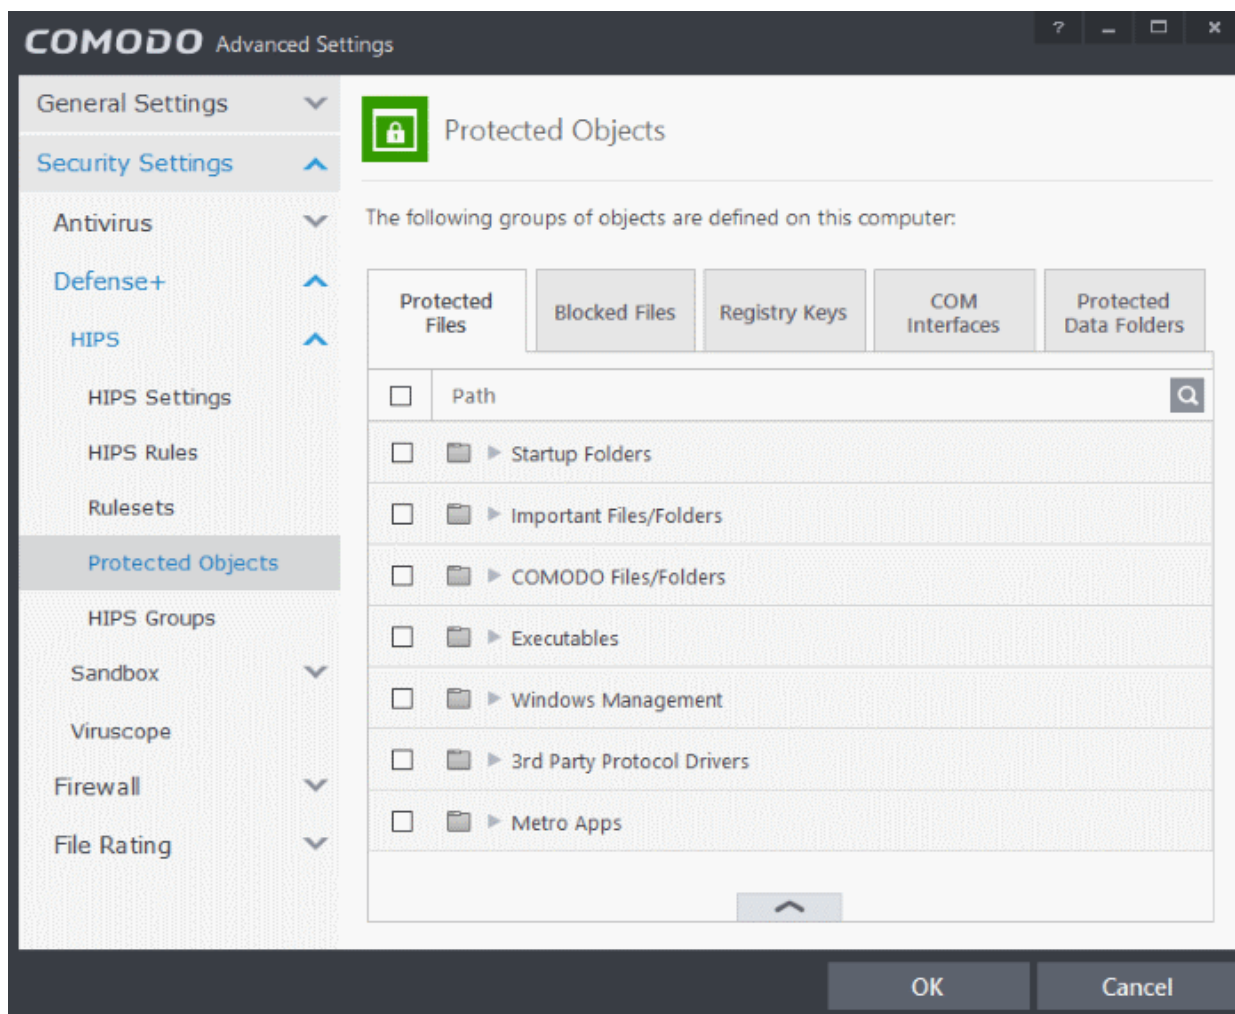 COMODO Advanced Settings
?
General Settings
Security Settings
Antivirus
Defense+
HIPS
HIPS Settings
HIPS Rules
Rulesets
Protected Objects
HIPS Groups
Sandbox
Viruscope
Firewall
File Rating
Protected Objects
The following groups of objects are defined on this computer:
Protected
Files
Blocked Files
Registry Keys
COM
Interfaces
Protected
Data Folders
Path
Startup Folders
Important Files/Folders
COMODO Files/Folders
Executables
Windows Management
3rd Party Protocol Drivers
Metro Apps
OK
Cancel